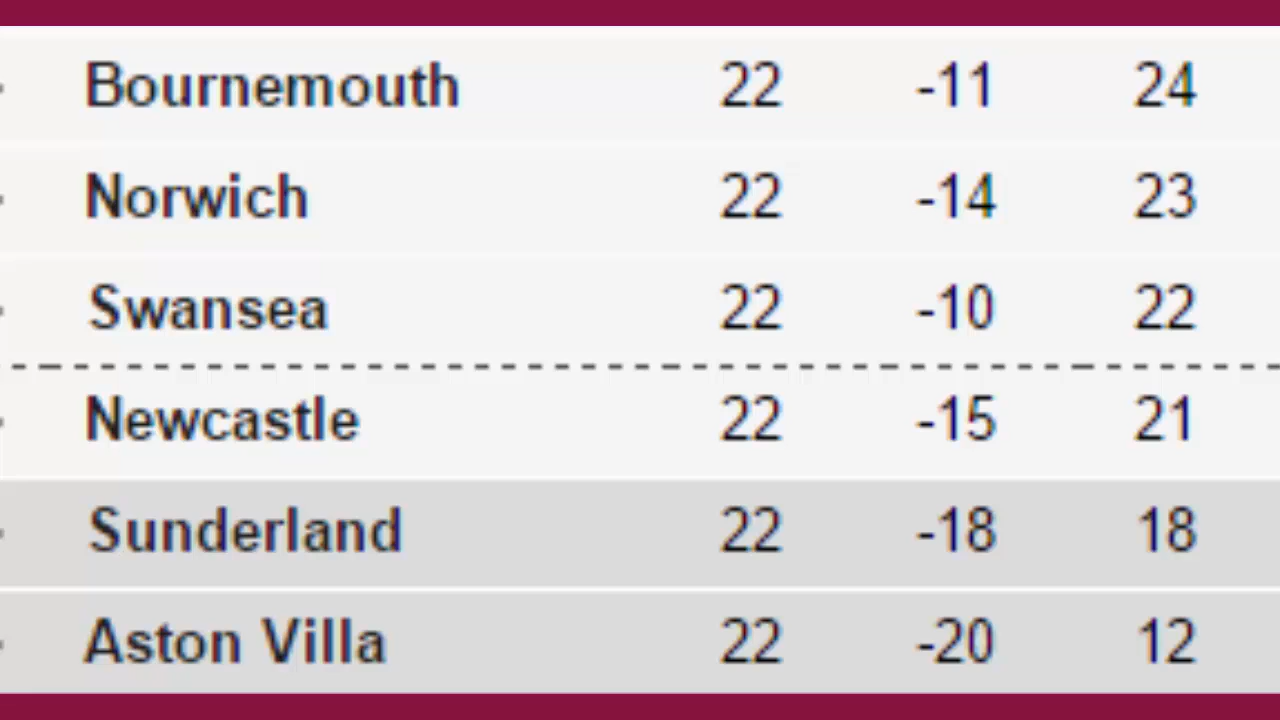 Bournemouth 22 -11 24
Norwich 22 -14 23
Swansea 22 -10 22
Newcastle 22 -15 21
Sunderland 22 -18 18
Aston Villa 22 -20 12